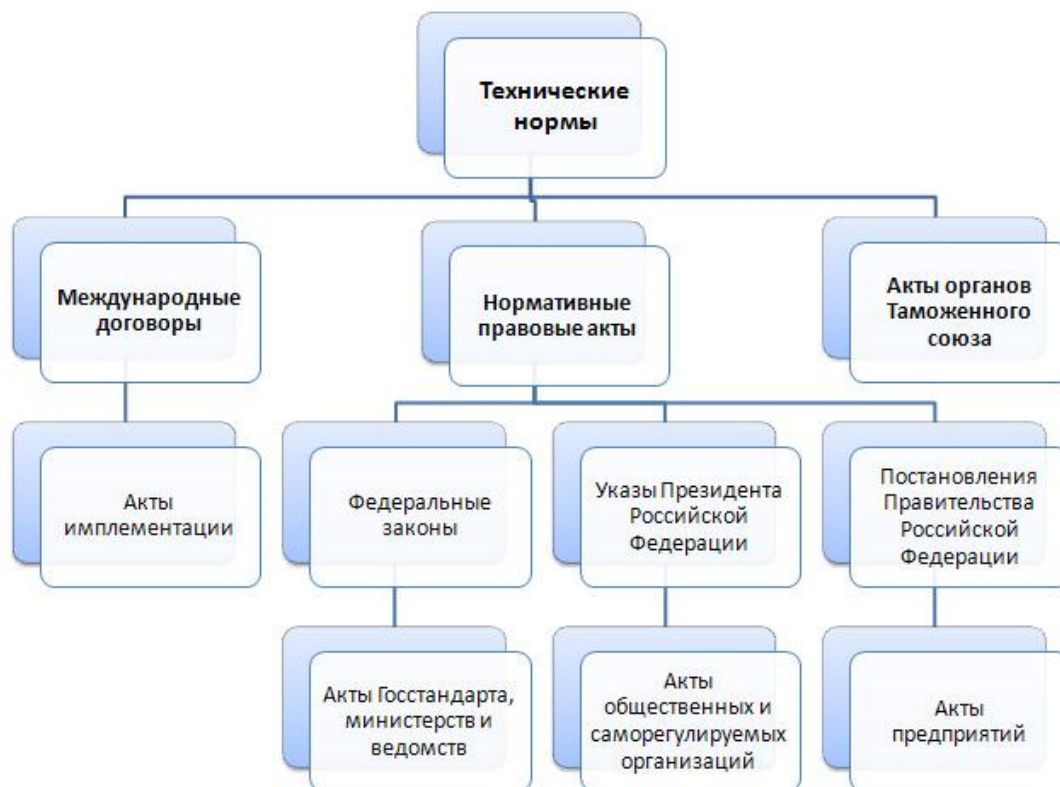 Технические
нормы
Международные
договоры
Нормативные
правовые акты
Акты органов
Таможенного
союза
Акты
имплементации
Федеральные
законы
Указы Президента
Российской
Федерации
Постановления
Правительства
Российской
Федерации
Акты Госстандарта,
министерств и
ведомств
Акты
общественных и
саморегулируемых
организаций
Акты
предприятий